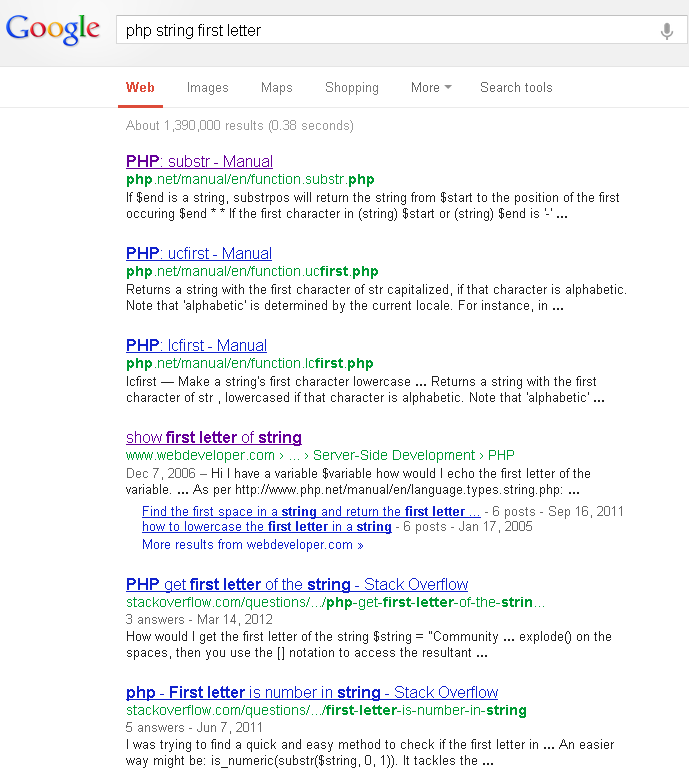 Google
php string first letter
Web Images Maps Shopping More Search tools
About 1,390,000 results (0.38 seconds)
PHP: substr - Manual
php.net/manual/en/function.substr.php
If $end is a string, substrpos will return the string from $start to the position of the first
occuring $end * * If the first character in (string) $start or (string) $end is '-' ...
PHP: ucfirst - Manual
php.net/manual/en/function.ucfirst.php
Returns a string with the first character of str capitalized, if that character is alphabetic.
Note that 'alphabetic' is determined by the current locale. For instance, in ...
PHP: lcfirst - Manual
php.net/manual/en/function.lcfirst.php
lcfirst — Make a string's first character lowercase ... Returns a string with the first
character of str , lowercased if that character is alphabetic. Note that 'alphabetic' ...
show first letter of string
www.webdeveloper.com › ... › Server-Side Development › PHP
Dec 7, 2006 – Hi I have a variable $variable how would I echo the first letter of the
variable. ... As per http://www.php.net/manual/en/language.types.string.php: ...
Find the first space in a string and return the first letter ... - 6 posts - Sep 16, 2011
how to lowercase the first letter in a string - 6 posts - Jan 17, 2005
More results from webdeveloper.com »
PHP get first letter of the string - Stack Overflow
stackoverflow.com/questions/.../php-get-first-letter-of-the-strin...
3 answers - Mar 14, 2012
How would I get the first letter of the string $string = "Community ... explode() on the
spaces, then you use the [] notation to access the resultant ...
php - First letter is number in string - Stack Overflow
stackoverflow.com/questions/.../first-letter-is-number-in-string
5 answers - Jun 7, 2011
I was trying to find a quick and easy method to check if the first letter in ... An easier
way might be: is_numeric(substr($string, 0, 1)). It tackles the ...